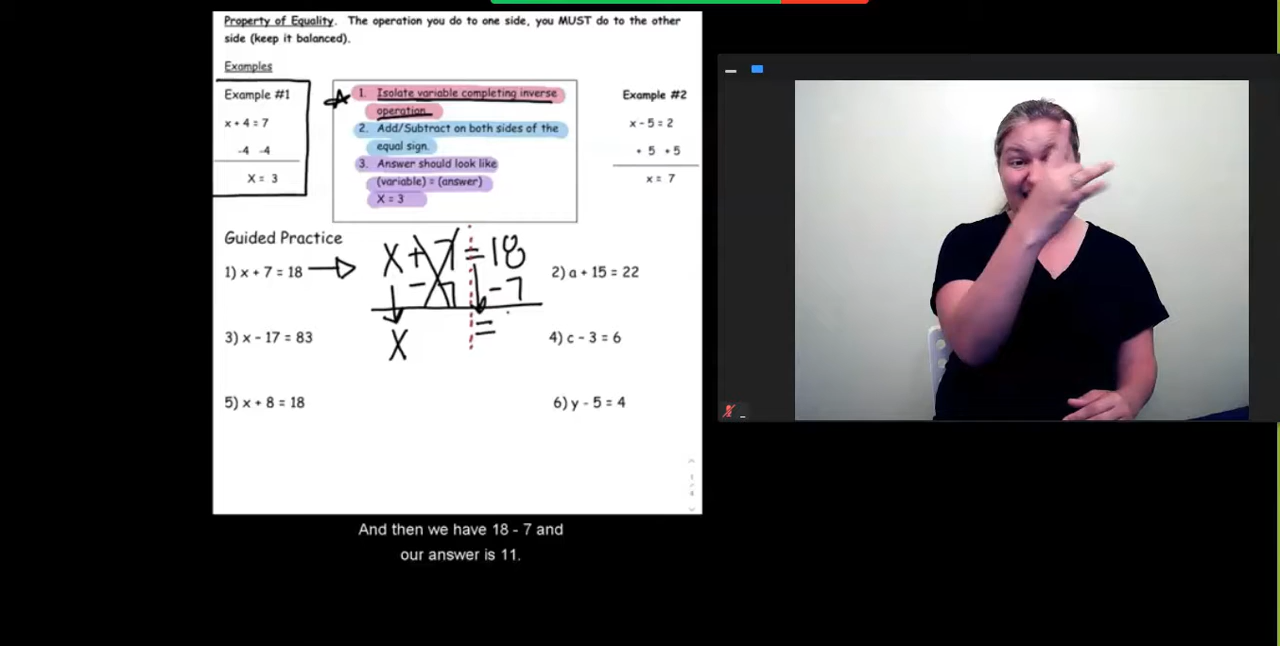 Property of Equality. The operation you do to one side, you MUST do to the other
side (keep it balanced).
Examples
Example #1
x + 4 = 7
-4 -4
X = 3
1. Isolate variable completing inverse
operation.
2. Add/Subtract on both sides of the
equal sign.
3. Answer should look like
(variable) = (answer)
X = 3
Example #2
x - 5 = 2
+ 5 + 5
x = 7
Guided Practice
1) x + 7 = 18
X + 7 = 18
- 7 - 7
X =
2) a + 15 = 22
3) x - 17 = 83
4) c - 3 = 6
5) x + 8 = 18
6) y - 5 = 4
1
/
4
And then we have 18 - 7 and
our answer is 11.